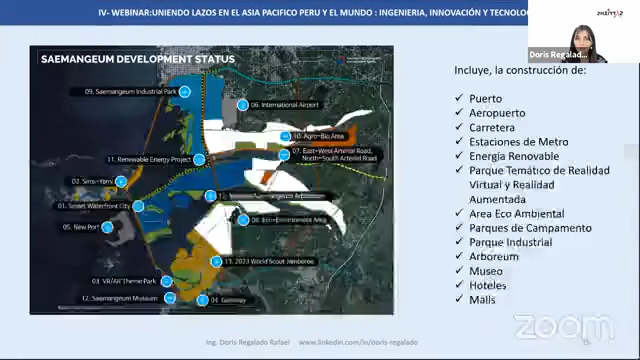 IV- WEBINAR:UNIENDO LAZOS EN EL ASIA PACIFICO PERU Y EL MUNDO : INGENIERIA, INNOVACIÓN Y TECNOLOG
Doris Regalad...
SAEMANGEUM DEVELOPMENT STATUS
09. Saemangeum Industrial Park
06. International Airport
10. Agro-Bio Area
07. East-West Arterial Road,
North-South Arterial Road
11. Renewable Energy Project
02. Sinsi-Yami
01. Sunset Waterfront City
05. New Port
08. Eco-Environment Area
13. 2023 World Scout Jamboree
03. VR/AR Theme Park
12. Saemangeum Museum
04. Gateway
Incluye, la construcción de:
✓ Puerto
✓ Aeropuerto
✓ Carretera
✓ Estaciones de Metro
✓ Energía Renovable
✓ Parque Temático de Realidad
Virtual y Realidad
Aumentada
✓ Area Eco Ambiental
✓ Parques de Campamento
✓ Parque Industrial
✓ Arboreum
✓ Museo
✓ Hoteles
✓ Malls
zoom
Ing. Doris Regalado Rafael www.linkedin.com/in/doris-regalado